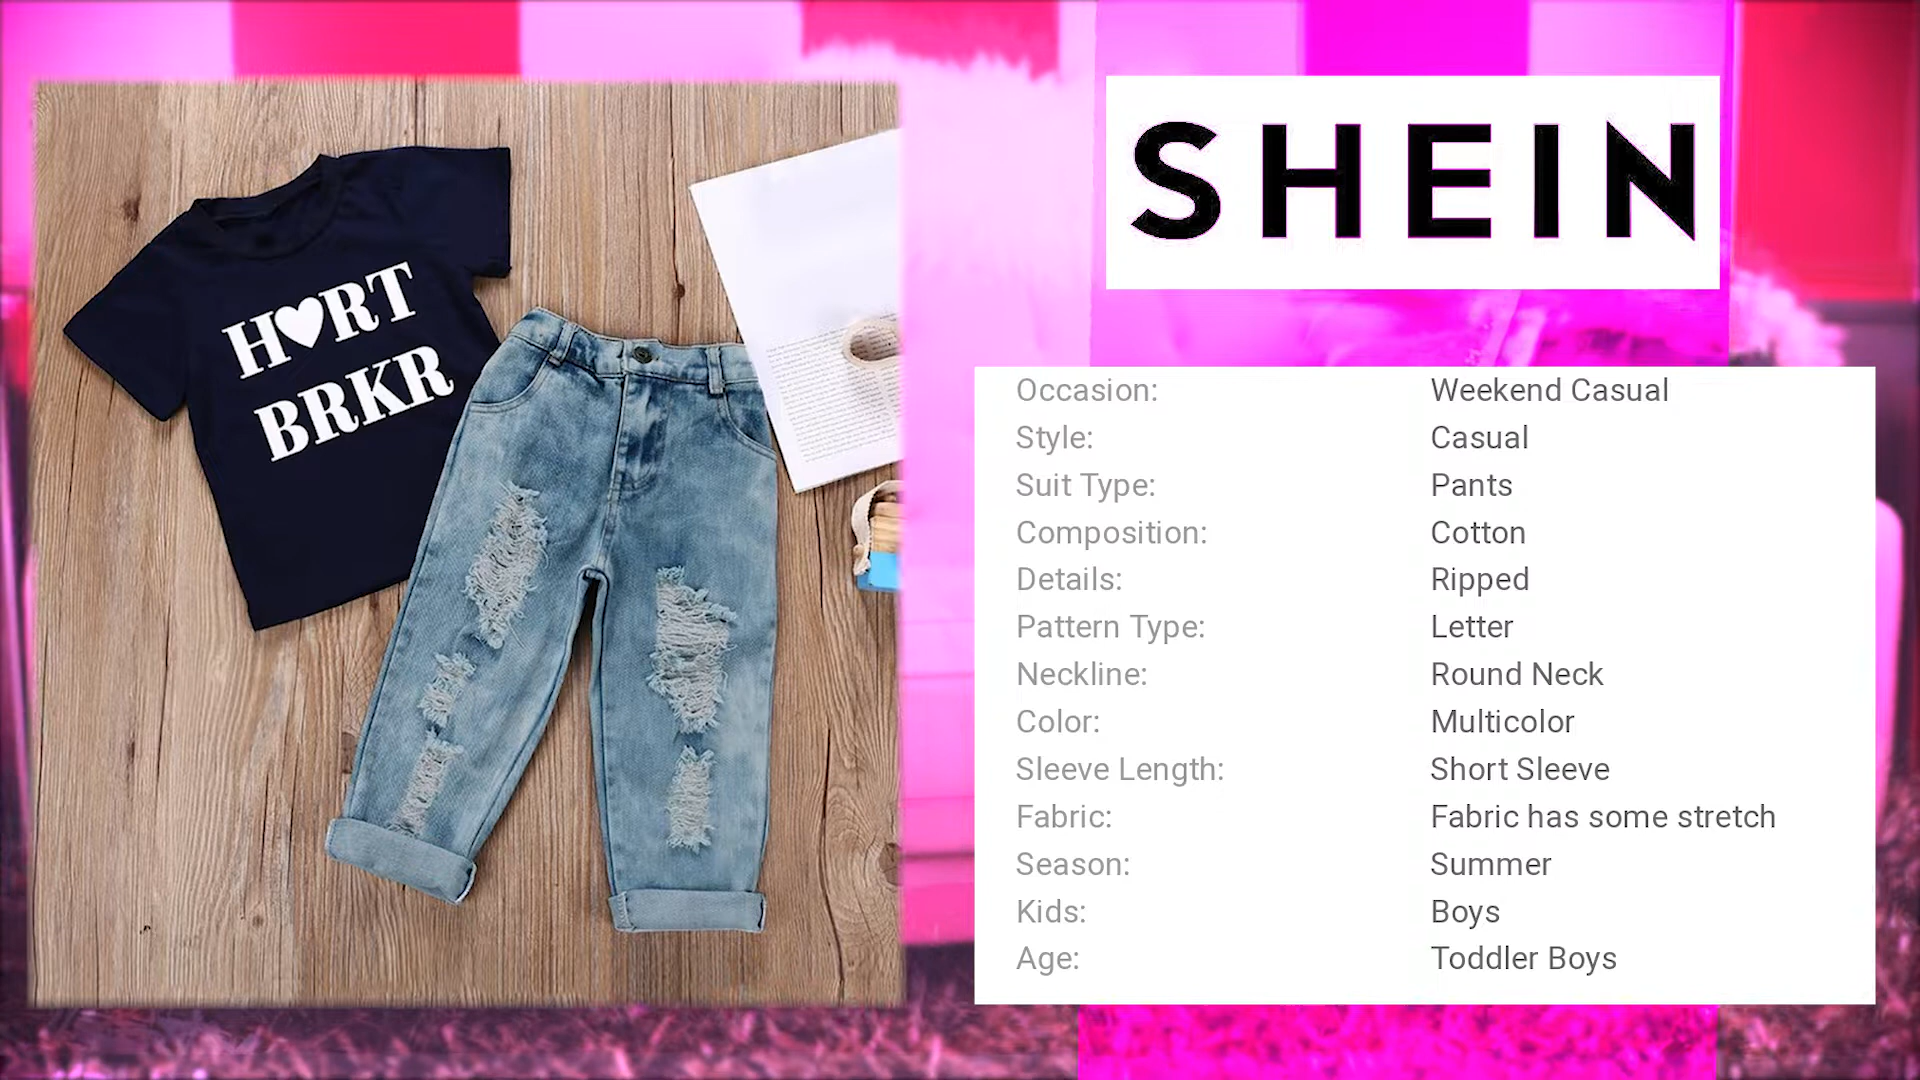 H♥RT
BRKR
SHEIN
Occasion: Weekend Casual
Style: Casual
Suit Type: Pants
Composition: Cotton
Details: Ripped
Pattern Type: Letter
Neckline: Round Neck
Color: Multicolor
Sleeve Length: Short Sleeve
Fabric: Fabric has some stretch
Season: Summer
Kids: Boys
Age: Toddler Boys